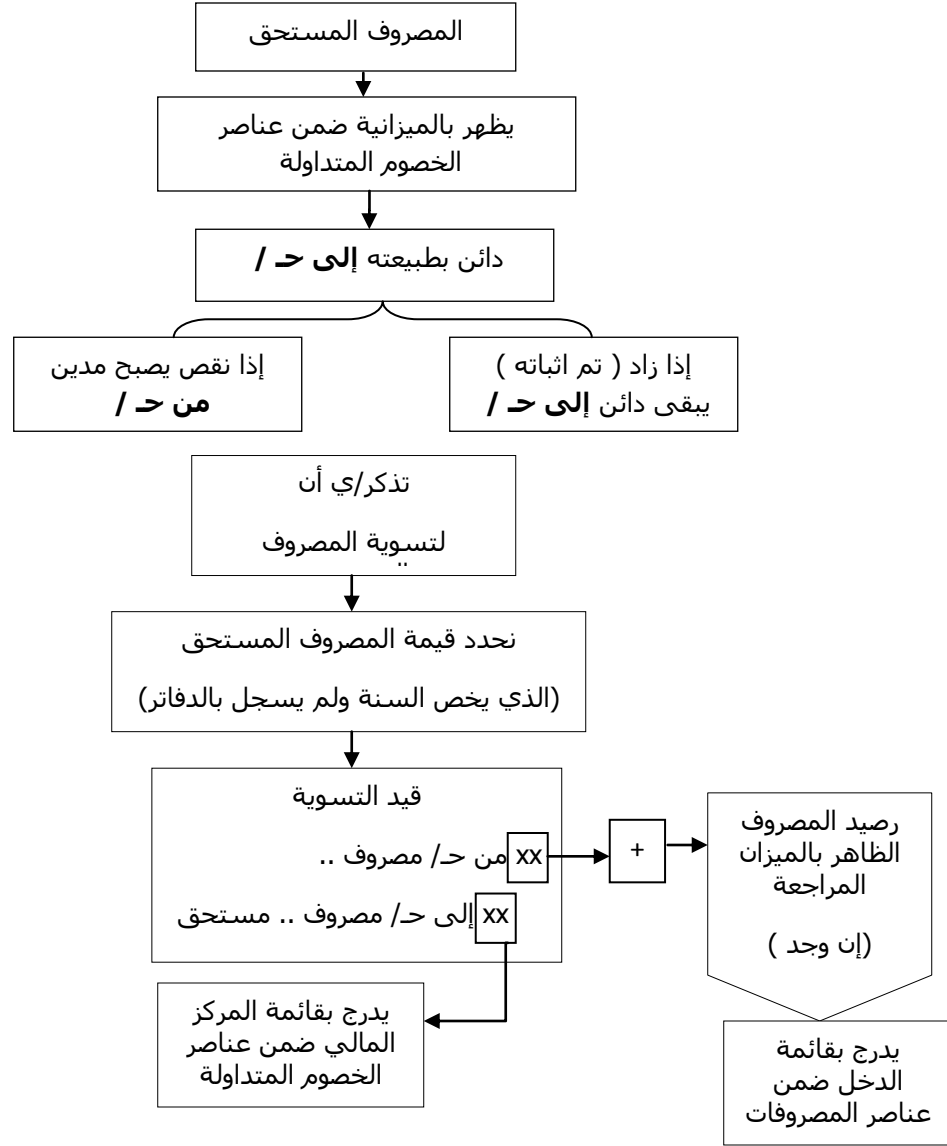 المصروف المستحق
يظهر بالميزانية ضمن عناصر
الخصوم المتداولة
دائن بطبيعته إلى حـ /
إذا زاد ( تم اثباته )
يبقى دائن إلى حـ /
إذا نقص يصبح مدين
من حـ /
تذكر/ي أن
لتسوية المصروف
نحدد قيمة المصروف المستحق
(الذي يخص السنة ولم يسجل بالدفاتر)
قيد التسوية
xx من حـ/ مصروف ..
xx إلى حـ/ مصروف .. مستحق
+
رصيد المصروف
الظاهر بالميزان
المراجعة
(إن وجد )
يدرج بقائمة
الدخل ضمن
عناصر المصروفات
يدرج بقائمة المركز
المالي ضمن عناصر
الخصوم المتداولة